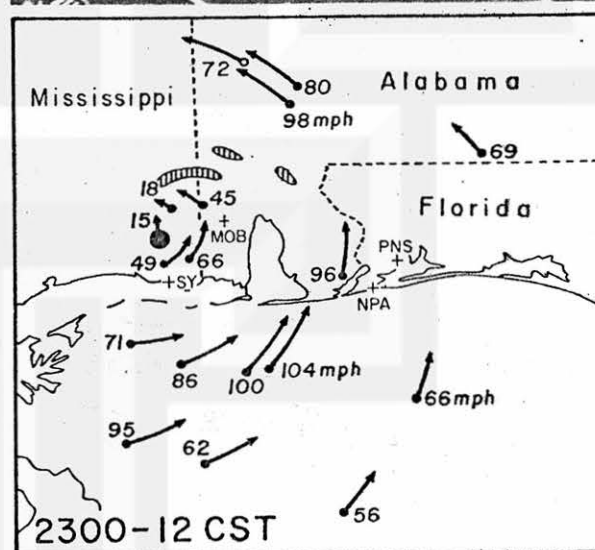 72
80
Alabama
Mississippi
98mph
69
18
45
Florida
15
MOB
PNS
49
66
96
SY
NPA
71
86
100
104mph
66mph
95
62
56
2300-12 CST